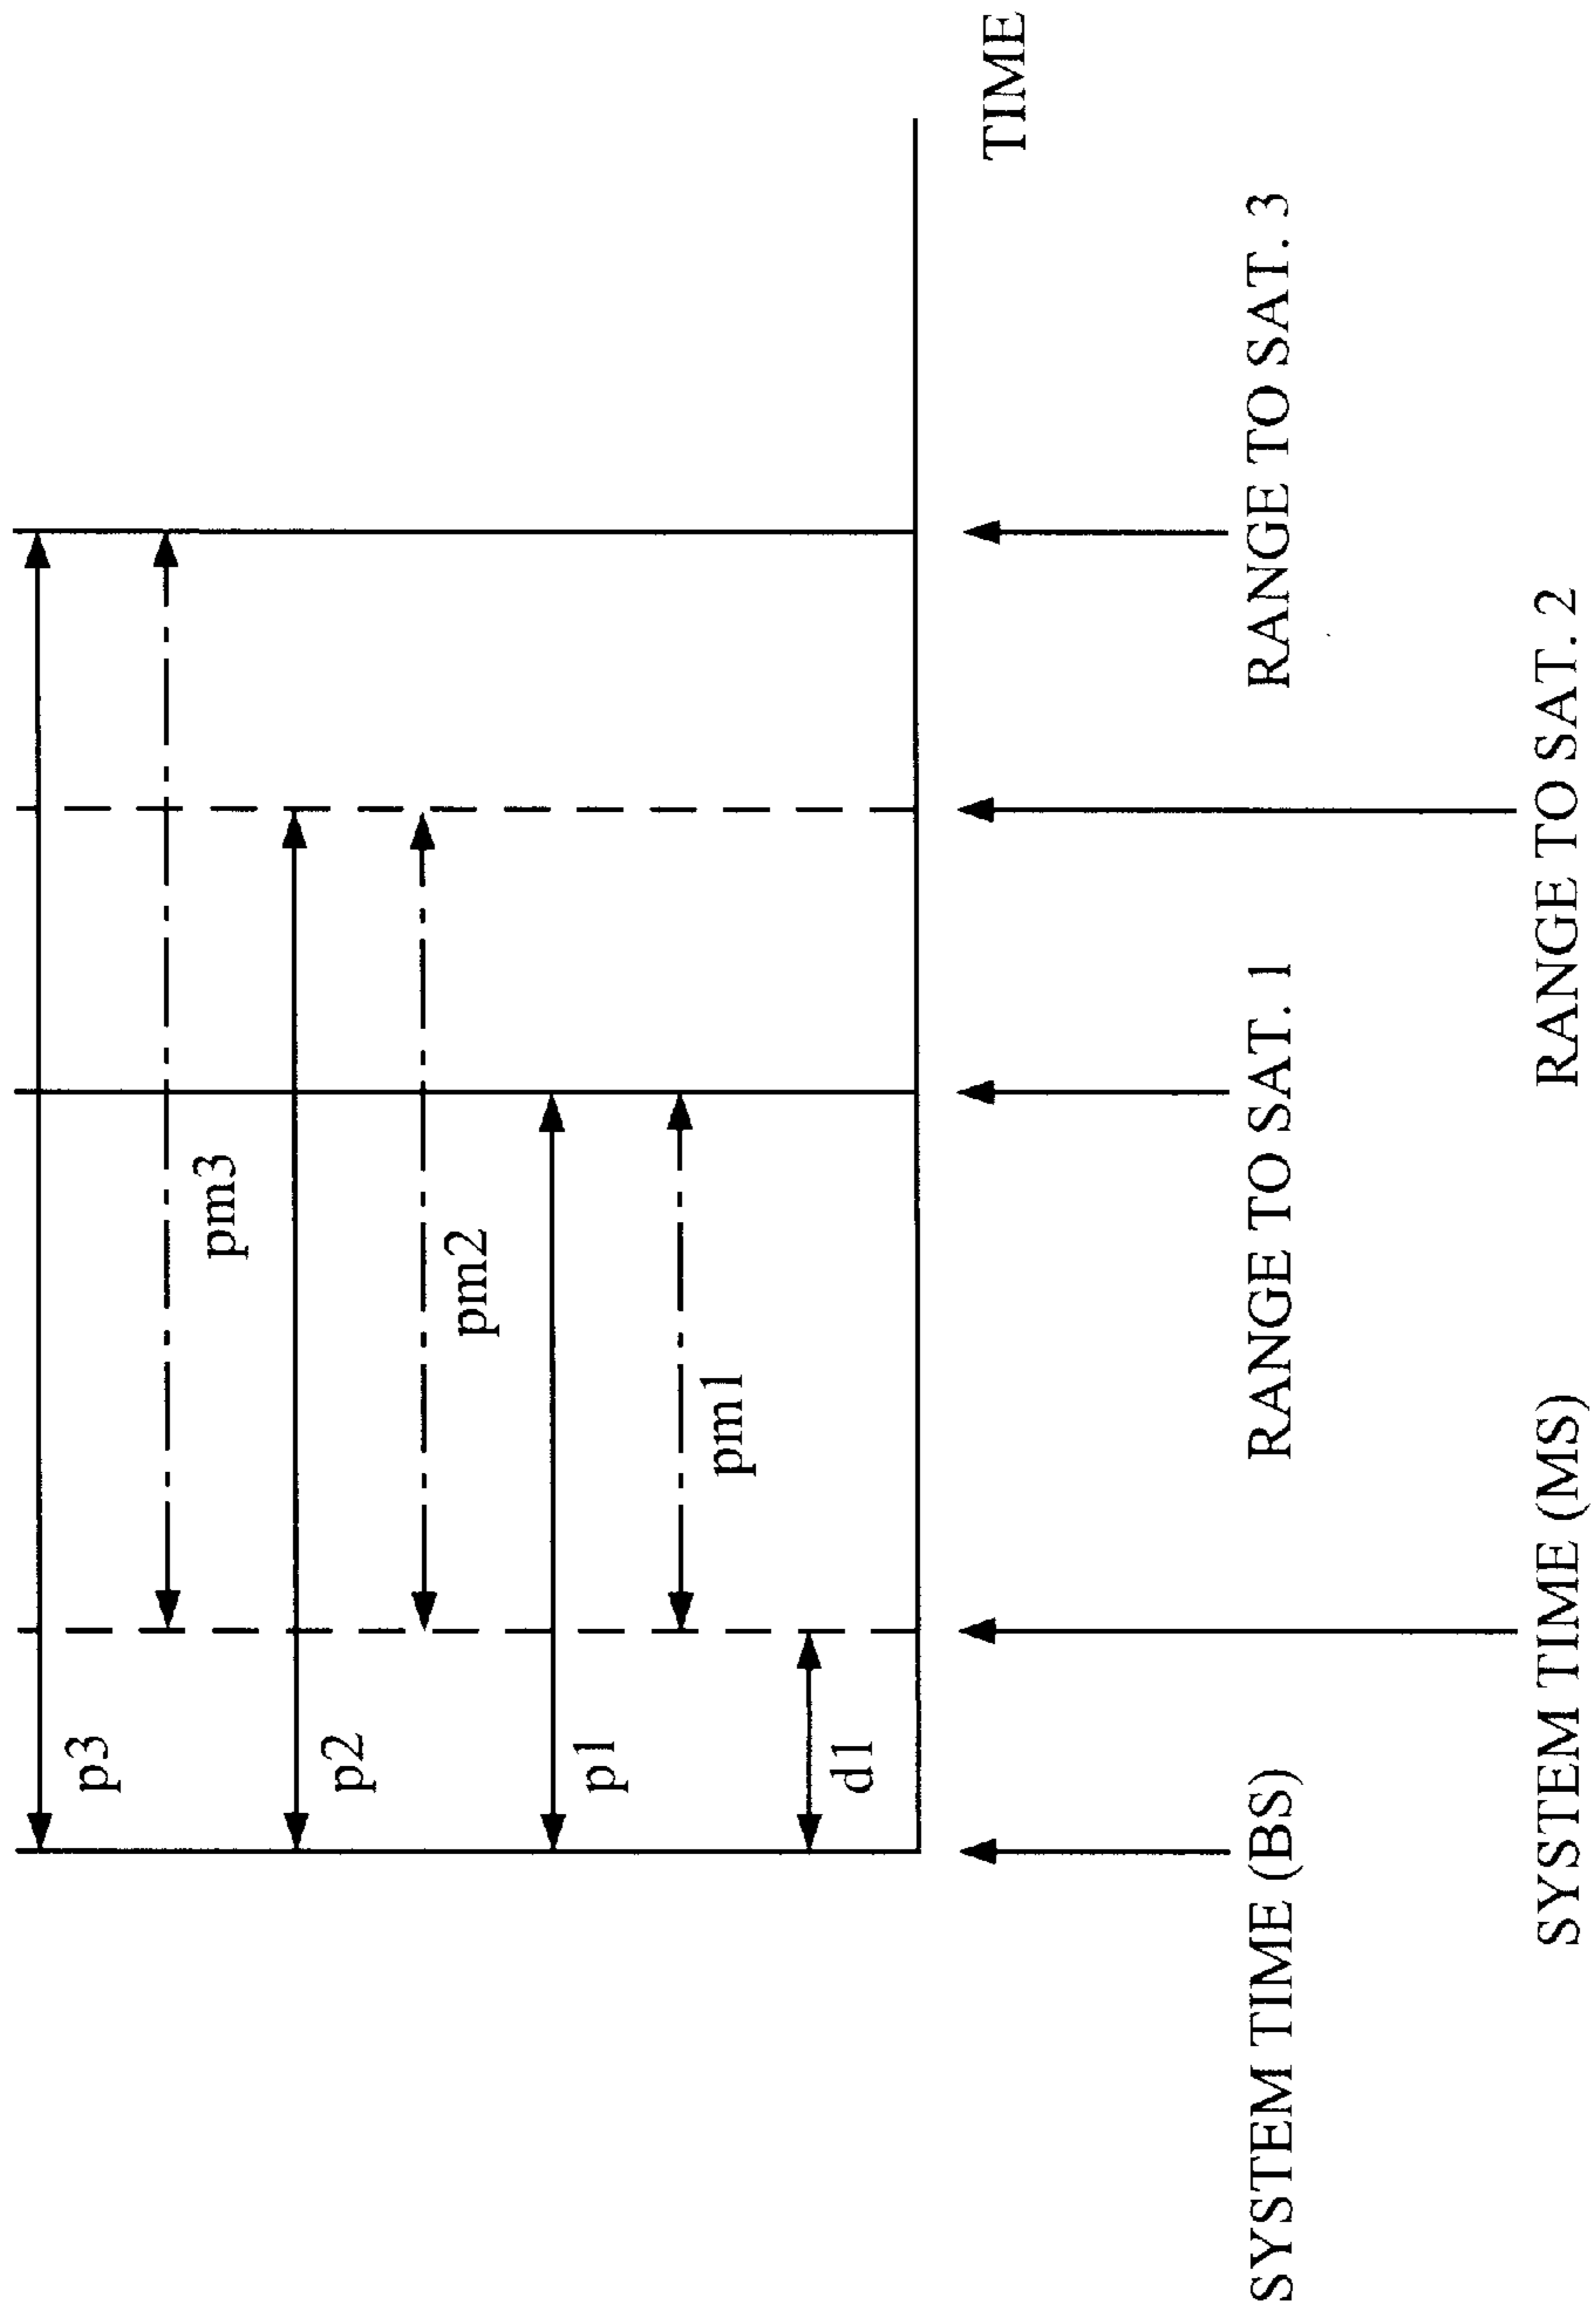 p3
pm3
p2
pm2
p1
pm1
d1
TIME
SYSTEM TIME (BS)
RANGE TO SAT. 1
RANGE TO SAT. 3
SYSTEM TIME (MS)
RANGE TO SAT. 2